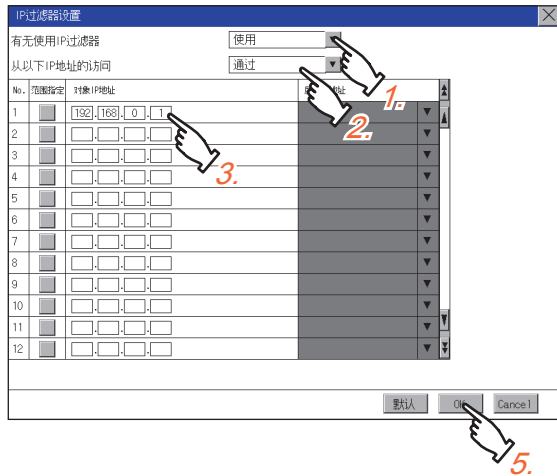 IP过滤器设置
有无使用IP过滤器 使用
从以下IP地址的访问 通过
1.
2.
No. 范围指定 对象IP地址 地址
1 192.168.0.1
3.
2 . . .
3 . . .
4 . . .
5 . . .
6 . . .
7 . . .
8 . . .
9 . . .
10 . . .
11 . . .
12 . . .
默认 OK Cancel
5.